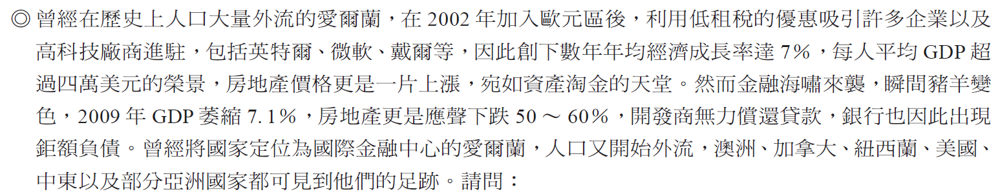 ◎ 曾經在歷史上人口大量外流的愛爾蘭，在 2002 年加入歐元區後，利用低租稅的優惠吸引許多企業以及
高科技廠商進駐，包括英特爾、微軟、戴爾等，因此創下數年年均經濟成長率達 7％，每人平均 GDP 超
過四萬美元的榮景，房地產價格更是一片上漲，宛如資產淘金的天堂。然而金融海嘯來襲，瞬間豬羊變
色，2009 年 GDP 萎縮 7.1％，房地產更是應聲下跌 50 ～ 60％，開發商無力償還貸款，銀行也因此出現
鉅額負債。曾經將國家定位為國際金融中心的愛爾蘭，人口又開始外流，澳洲、加拿大、紐西蘭、美國、
中東以及部分亞洲國家都可見到他們的足跡。請問：